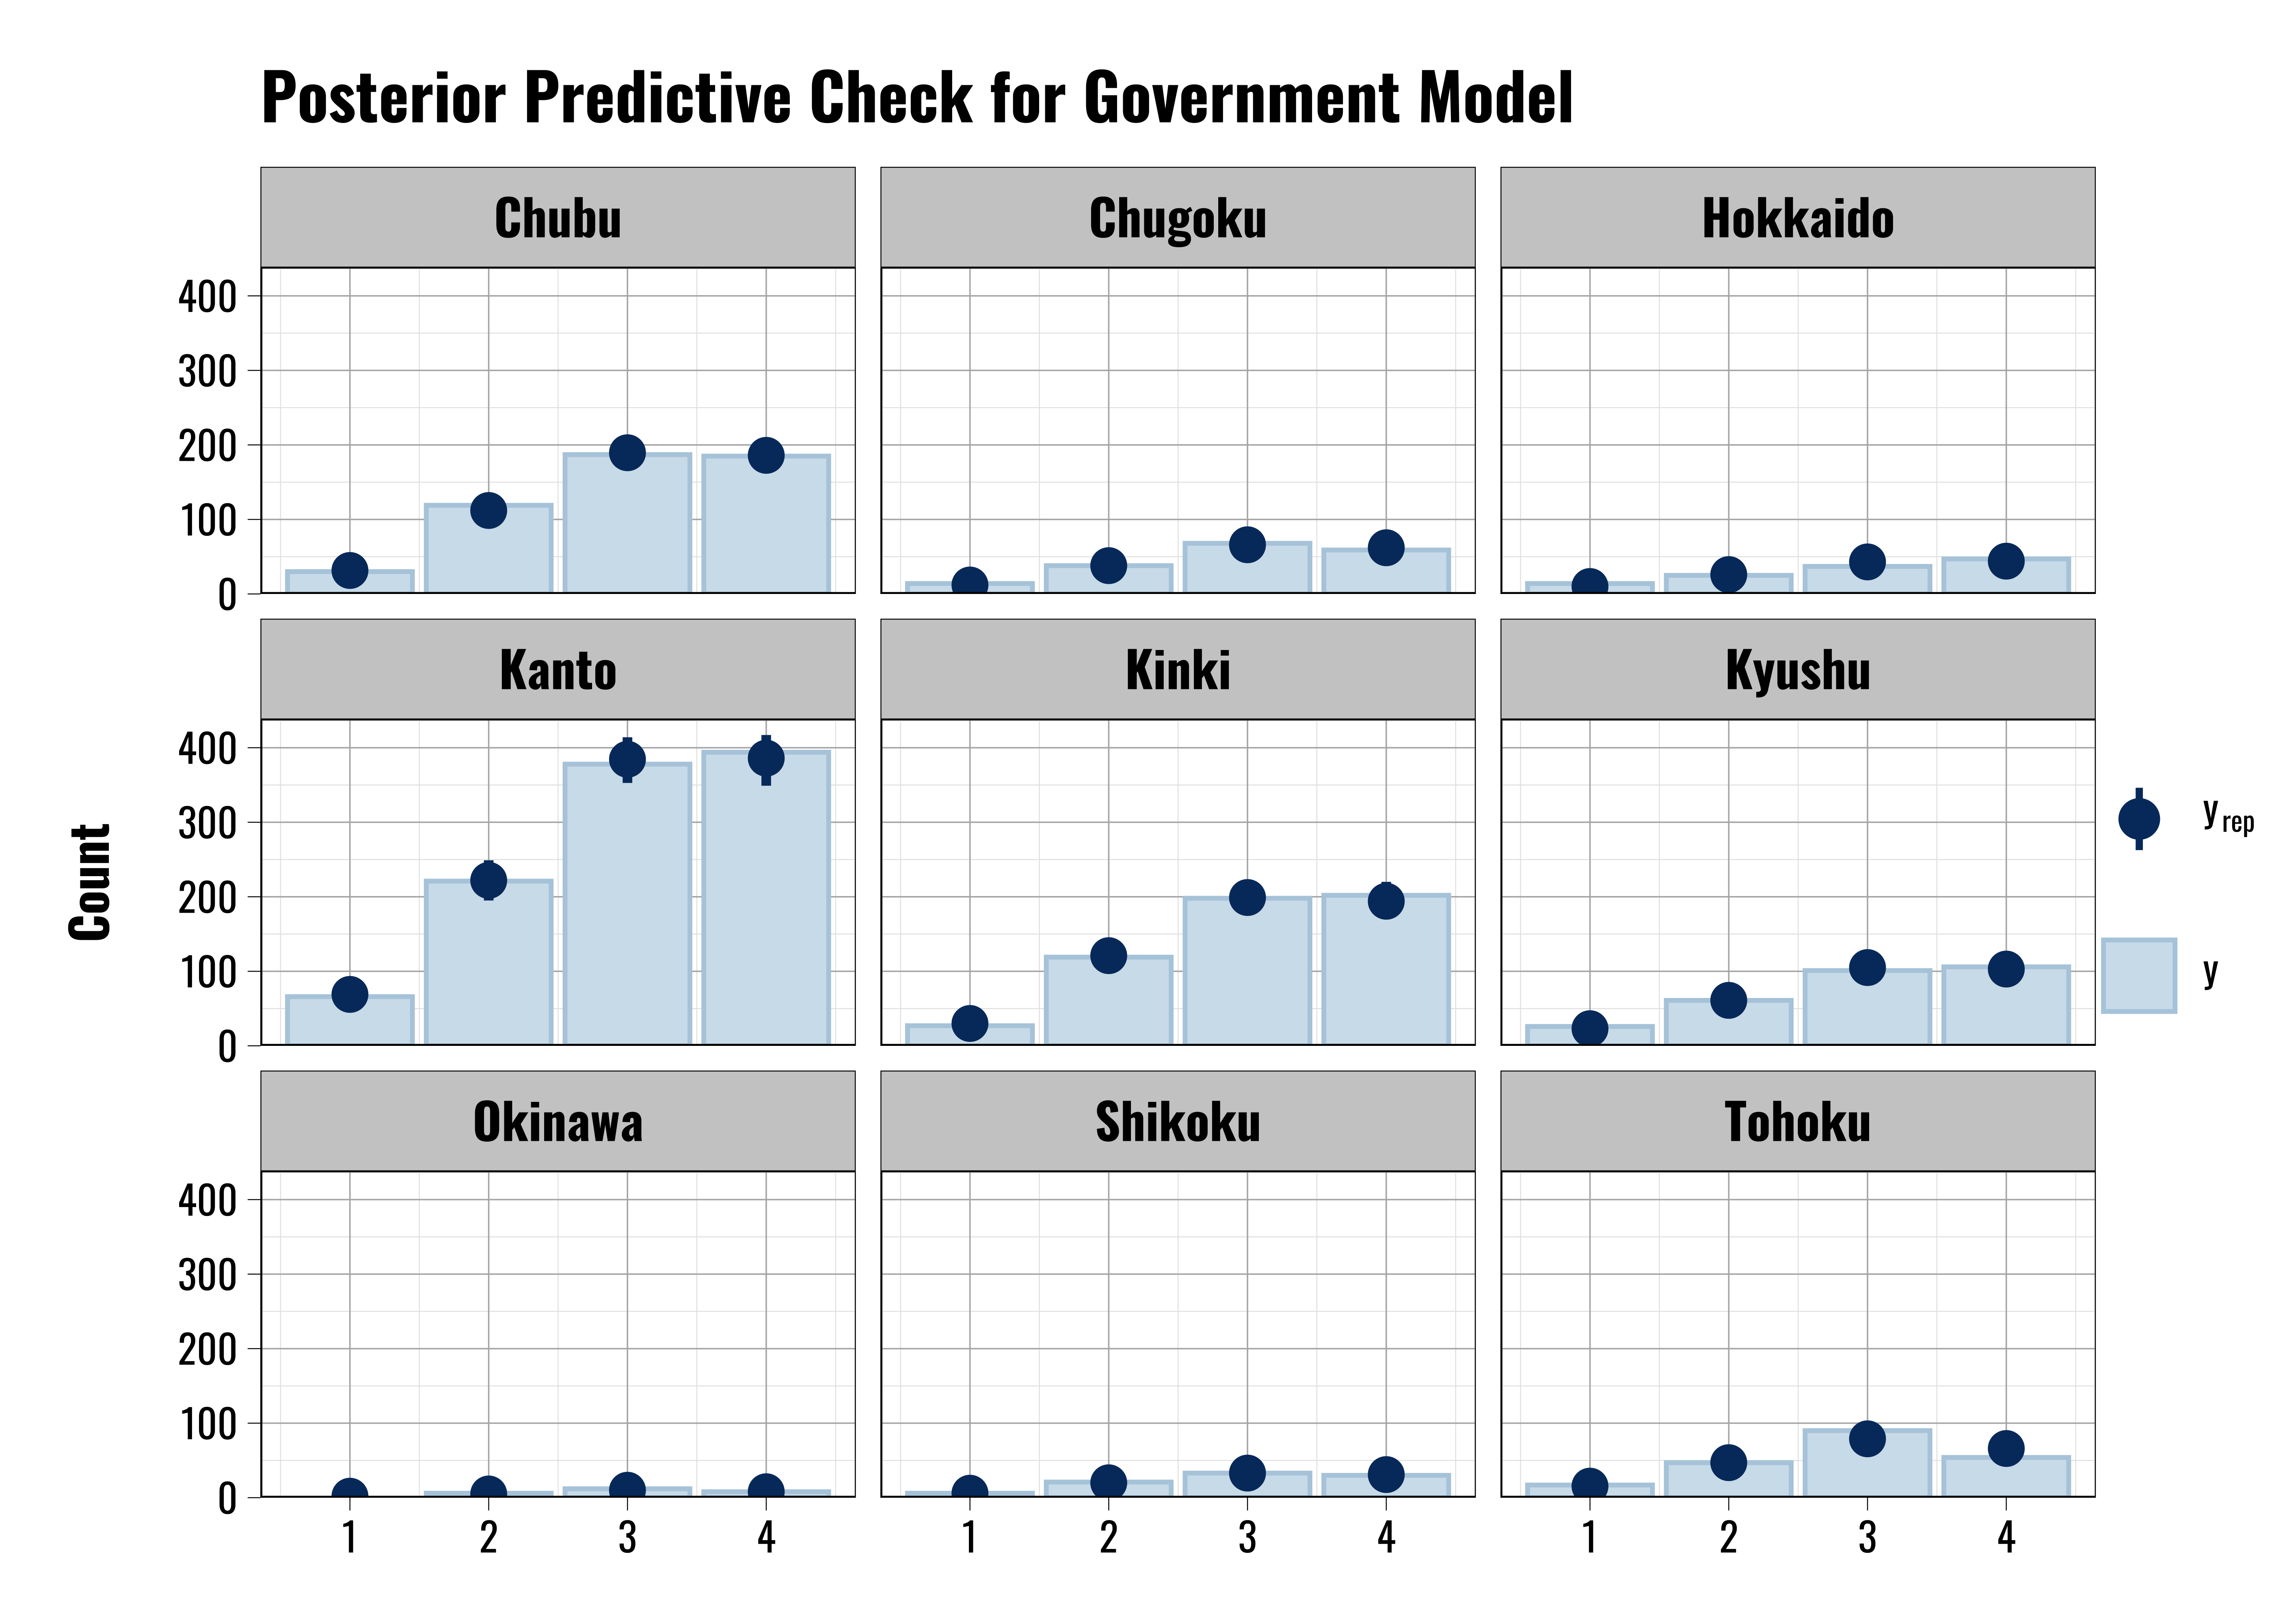 Posterior Predictive Check for Government Model
Chubu
Chugoku
Hokkaido
400
300
200
100
0
Kanto
Kinki
Kyushu
400
300
200
100
0
Count
y rep
y
Okinawa
Shikoku
Tohoku
400
300
200
100
0
1 2 3 4
1 2 3 4
1 2 3 4